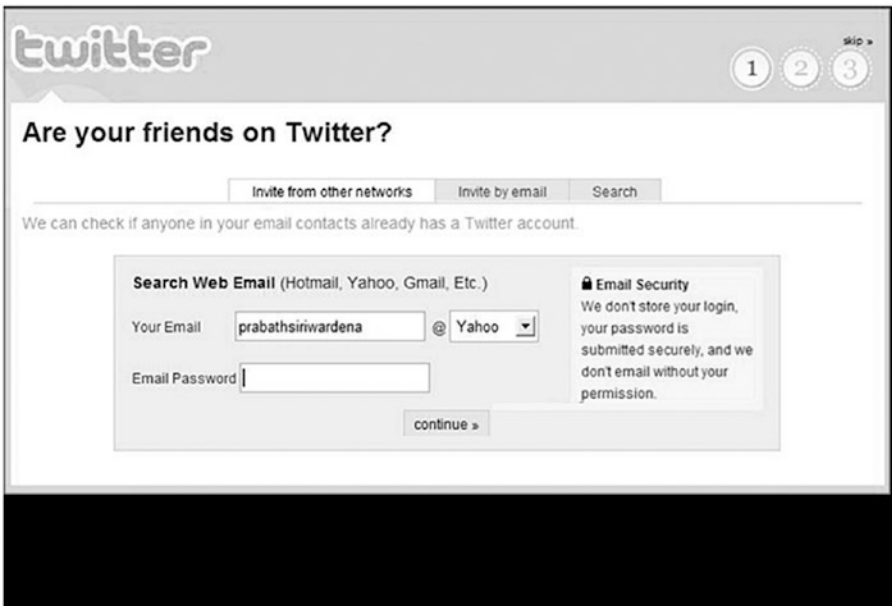 twitter
skip »
1 2 3
Are your friends on Twitter?
Invite from other networks Invite by email Search
We can check if anyone in your email contacts already has a Twitter account.
Search Web Email (Hotmail, Yahoo, Gmail, Etc.)
Your Email prabathsiriwardena @ Yahoo
Email Password
continue »
Email Security
We don't store your login,
your password is
submitted securely, and we
don't email without your
permission.